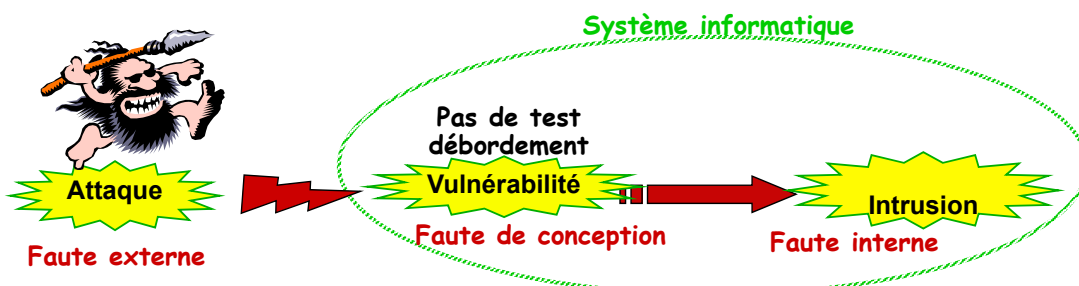 Système informatique
Pas de test
débordement
Attaque
Vulnérabilité
Intrusion
Faute externe
Faute de conception
Faute interne